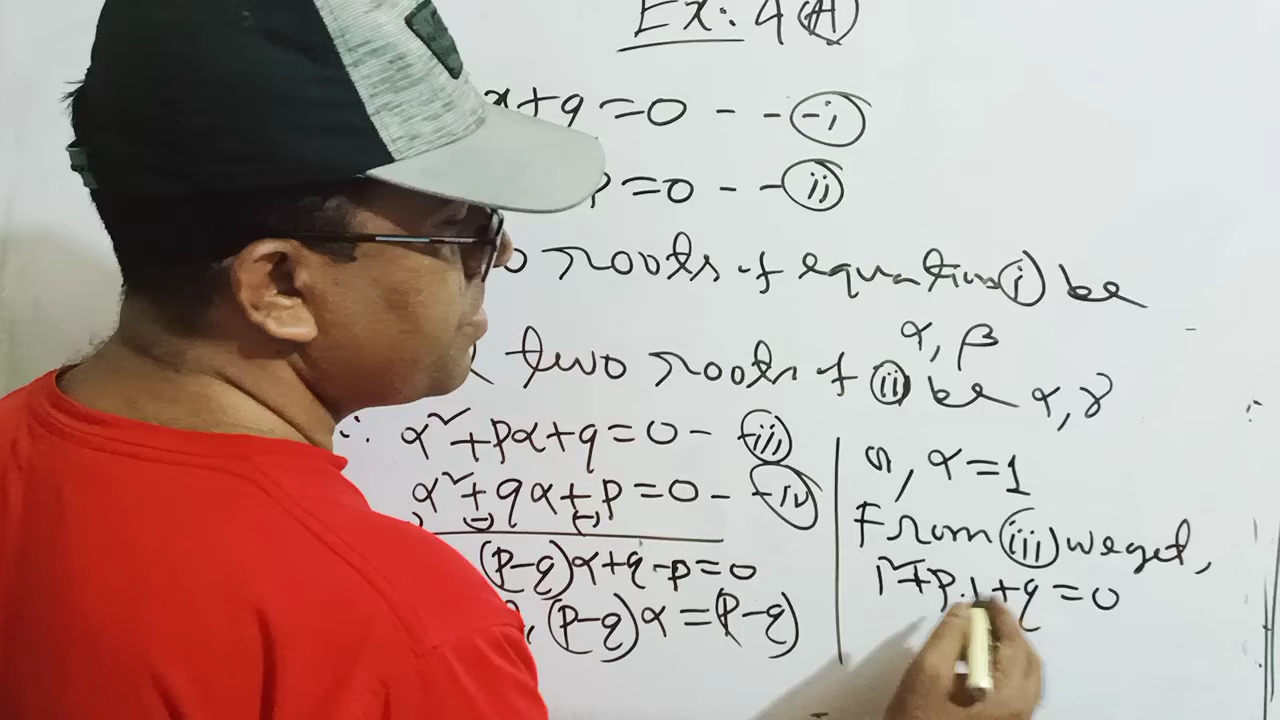 Ex: 4(A)
x+q=0 - - (i)
p=0 - - (ii)
roots of equation (i) be
α, β
two roots of (ii) be α, γ
∴ α²+pα+q=0 - (iii)
α²+qα+p=0 - (iv)
(-) (-)
(p-q)α+q-p=0
, (p-q)α=(p-q)
, α=1
From (iii) we get,
1²+p.1+q=0